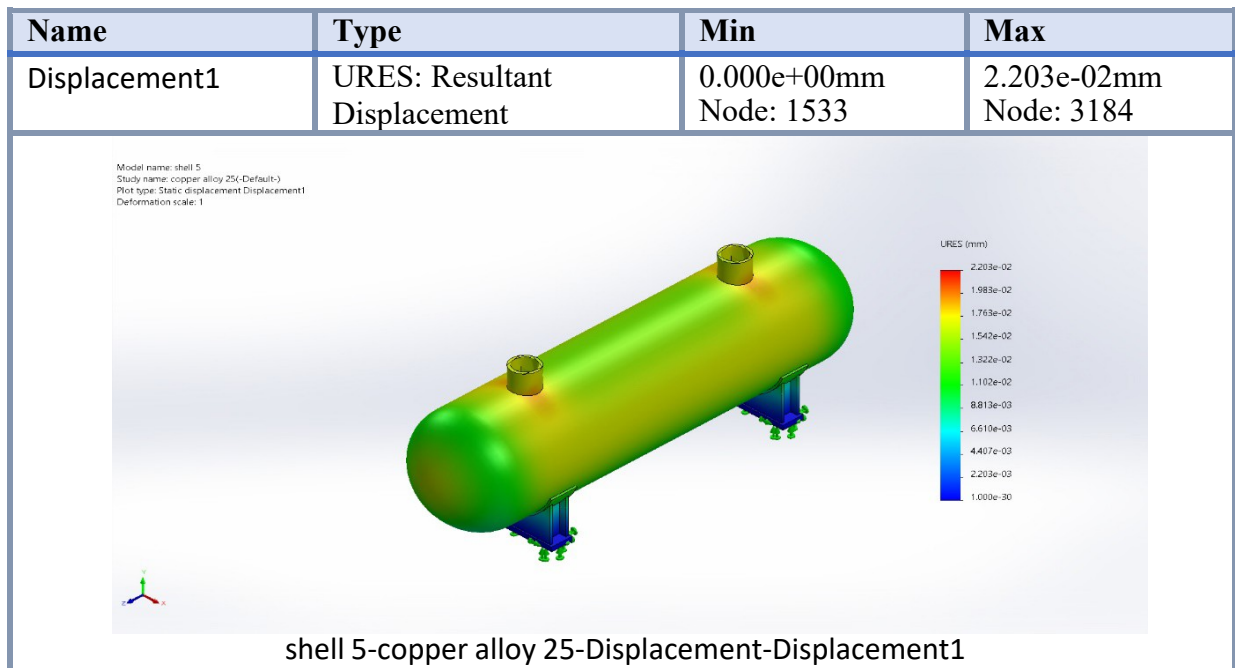 Name Type Min Max
Displacement1 URES: Resultant Displacement 0.000e+00mm Node: 1533 2.203e-02mm Node: 3184
Model name: shell 5
Study name: copper alloy 25(-Default-)
Plot type: Static displacement Displacement1
Deformation scale: 1
URES (mm)
2.203e-02
1.983e-02
1.763e-02
1.542e-02
1.322e-02
1.102e-02
8.813e-03
6.610e-03
4.407e-03
2.203e-03
1.000e-30
Y
Z
X
shell 5-copper alloy 25-Displacement-Displacement1